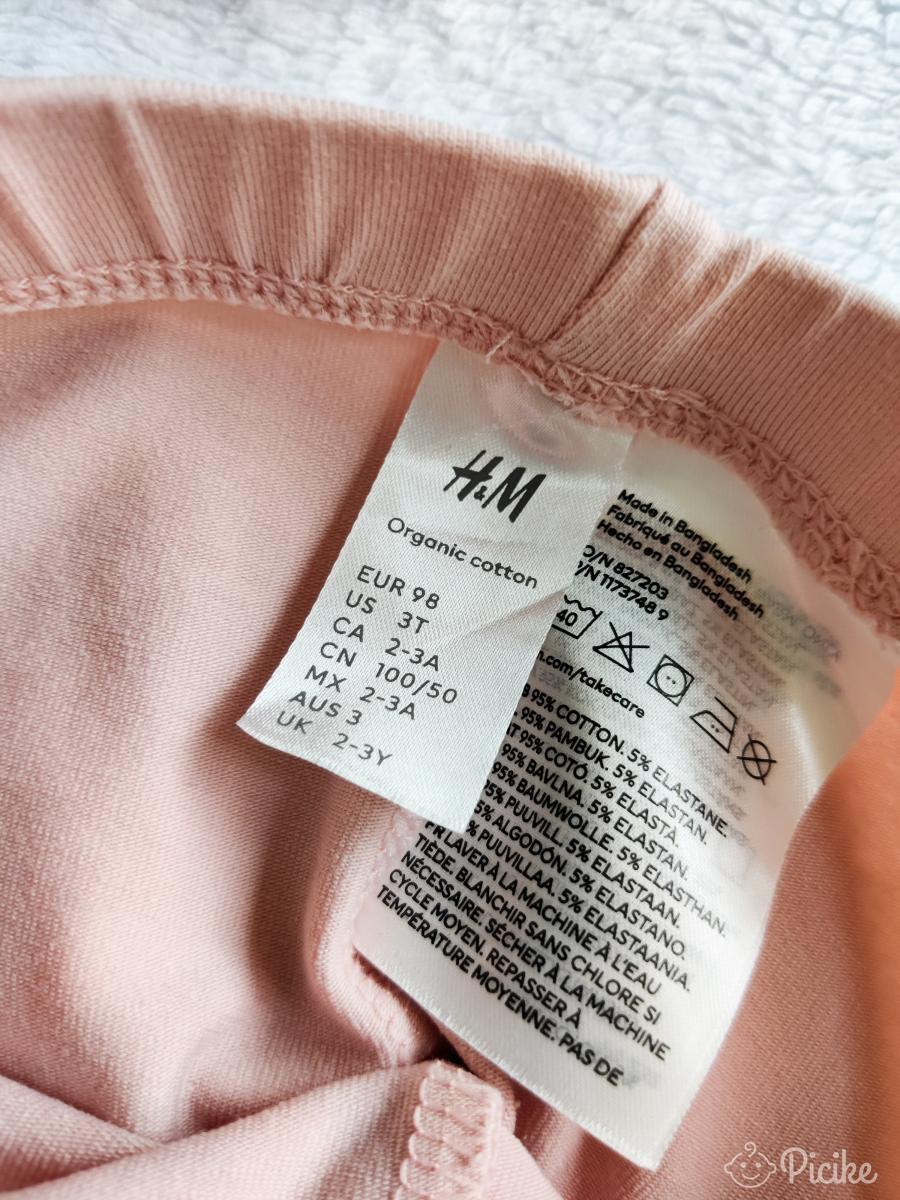 H&M
Organic cotton
EUR 98
US 3T
CA 2-3A
CN 100/50
MX 2-3A
AUS 3
UK 2-3Y
Made in Bangladesh
Fabriqué au Bangladesh
Hecho en Bangladesh
O/N 827203
P/N 1173748 9
40
.com/takecare
95% COTTON. 5% ELASTANE.
95% PAMBUK. 5% ELASTAN.
95% COTÓ. 5% ELASTÀ.
95% BAVLNA. 5% ELASTAN.
95% BAUMWOLLE. 5% ELASTHAN.
95% PUUVILL. 5% ELASTAAN.
5% ALGODÓN. 5% ELASTANO.
% PUUVILLAA. 5% ELASTAANIA.
FR LAVER À LA MACHINE À L'EAU
TIÈDE. BLANCHIR SANS CHLORE SI
NÉCESSAIRE. SÉCHER À LA MACHINE
CYCLE MOYEN. REPASSER À
TEMPÉRATURE MOYENNE. PAS DE
Picike